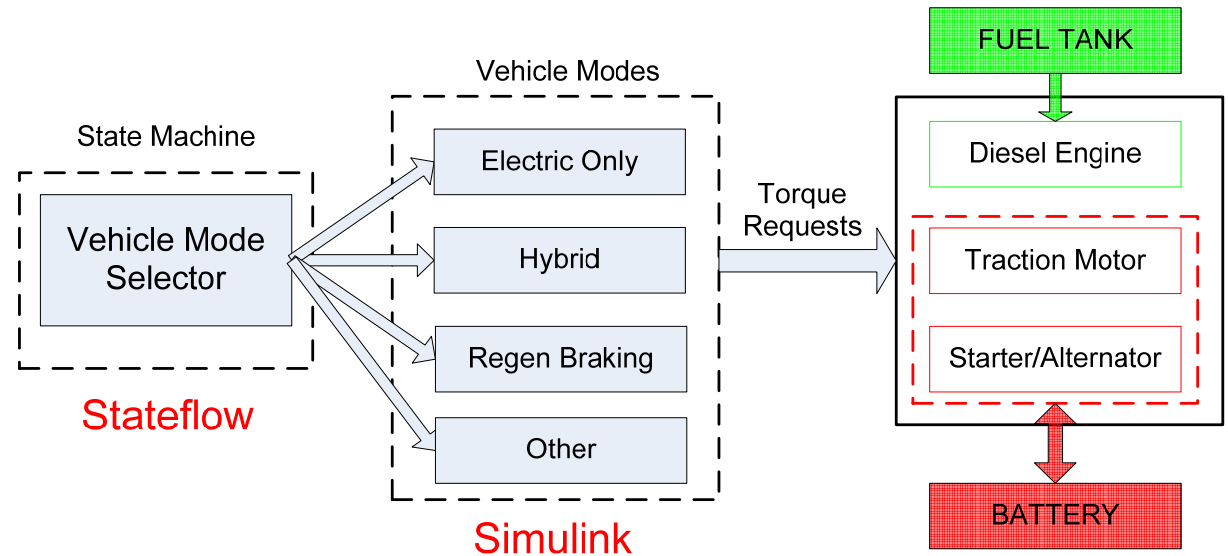 State Machine
Vehicle Mode
Selector
Stateflow
Vehicle Modes
Electric Only
Hybrid
Regen Braking
Other
Simulink
Torque
Requests
FUEL TANK
Diesel Engine
Traction Motor
Starter/Alternator
BATTERY